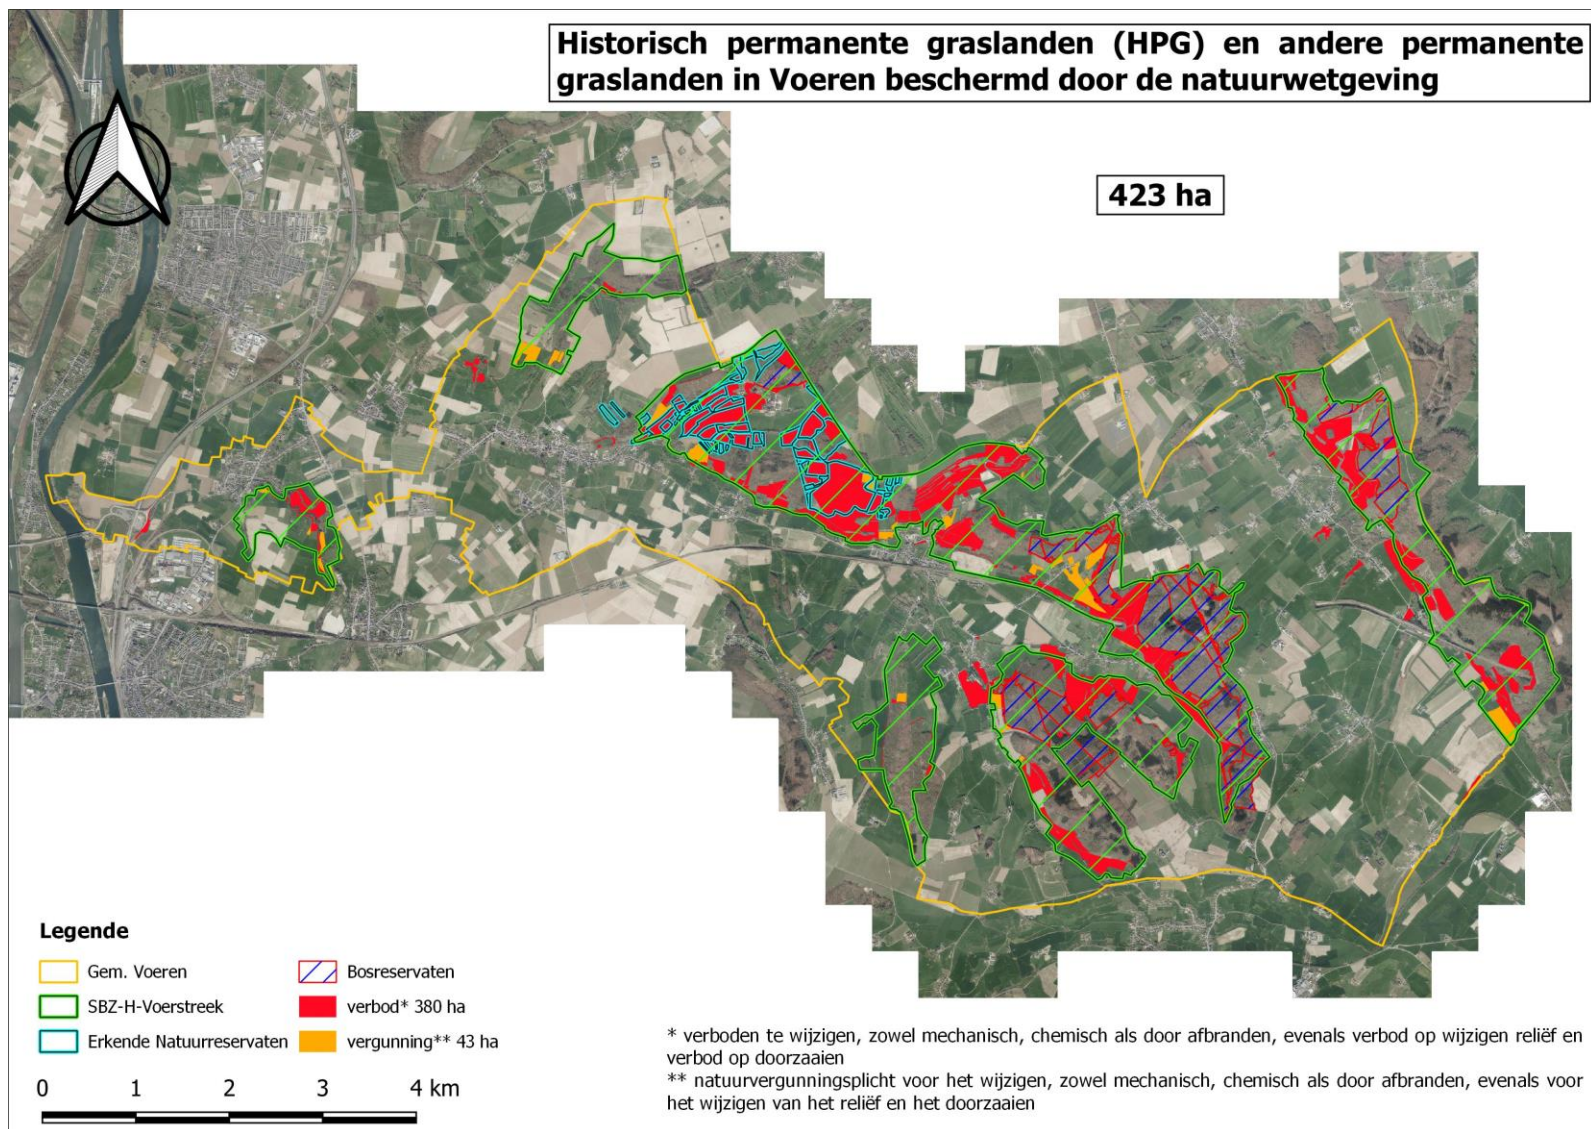 Historisch permanente graslanden (HPG) en andere permanente
graslanden in Voeren beschermd door de natuurwetgeving
423 ha
Legende
Gem. Voeren
SBZ-H-Voerstreek
Erkende Natuurreservaten
Bosreservaten
verbod* 380 ha
vergunning** 43 ha
0 1 2 3 4 km
* verboden te wijzigen, zowel mechanisch, chemisch als door afbranden, evenals verbod op wijzigen reliëf en
verbod op doorzaaien
** natuurvergunningsplicht voor het wijzigen, zowel mechanisch, chemisch als door afbranden, evenals voor
het wijzigen van het reliëf en het doorzaaien